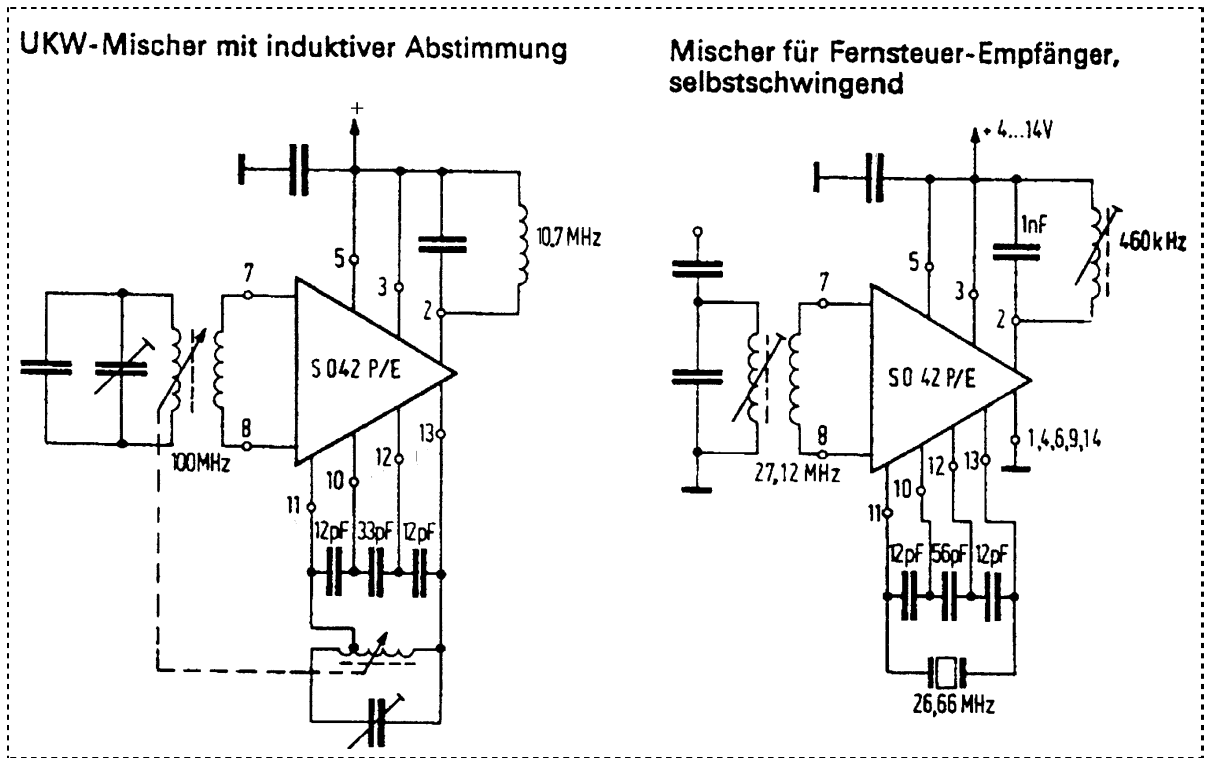 UKW-Mischer mit induktiver Abstimmung
+
10,7 MHz
5
3
2
7
8
S 042 P/E
100MHz
13
12
10
11
12pF 33pF 12pF
Mischer für Fernsteuer-Empfänger,
selbstschwingend
+ 4...14V
1nF
460kHz
5
3
2
7
8
SO 42 P/E
27,12 MHz
1,4,6,9,14
13
12
10
11
12pF 56pF 12pF
26,66 MHz